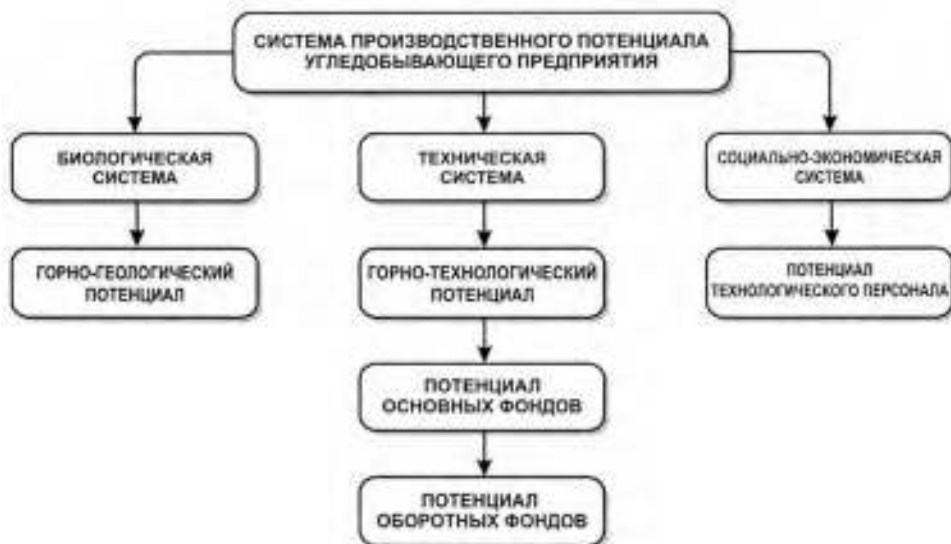 СИСТЕМА ПРОИЗВОДСТВЕННОГО ПОТЕНЦИАЛА
УГЛЕДОБЫВАЮЩЕГО ПРЕДПРИЯТИЯ
БИОЛОГИЧЕСКАЯ
СИСТЕМА
ТЕХНИЧЕСКАЯ
СИСТЕМА
СОЦИАЛЬНО-ЭКОНОМИЧЕСКАЯ
СИСТЕМА
ГОРНО-ГЕОЛОГИЧЕСКИЙ
ПОТЕНЦИАЛ
ГОРНО-ТЕХНОЛОГИЧЕСКИЙ
ПОТЕНЦИАЛ
ПОТЕНЦИАЛ
ТЕХНОЛОГИЧЕСКОГО ПЕРСОНАЛА
ПОТЕНЦИАЛ
ОСНОВНЫХ ФОНДОВ
ПОТЕНЦИАЛ
ОБОРОТНЫХ ФОНДОВ